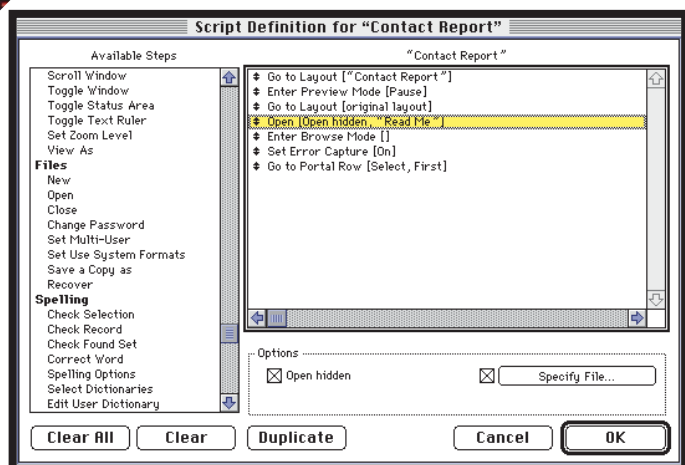 Script Definition for “Contact Report”
Available Steps
Scroll Window
Toggle Window
Toggle Status Area
Toggle Text Ruler
Set Zoom Level
View As
Files
New
Open
Close
Change Password
Set Multi-User
Set Use System Formats
Save a Copy as
Recover
Spelling
Check Selection
Check Record
Check Found Set
Correct Word
Spelling Options
Select Dictionaries
Edit User Dictionary
“Contact Report”
Go to Layout [“Contact Report”]
Enter Preview Mode [Pause]
Go to Layout [original layout]
Open [Open hidden, “Read Me”]
Enter Browse Mode []
Set Error Capture [On]
Go to Portal Row [Select, First]
Options
Open hidden
Specify File...
Clear All
Clear
Duplicate
Cancel
OK